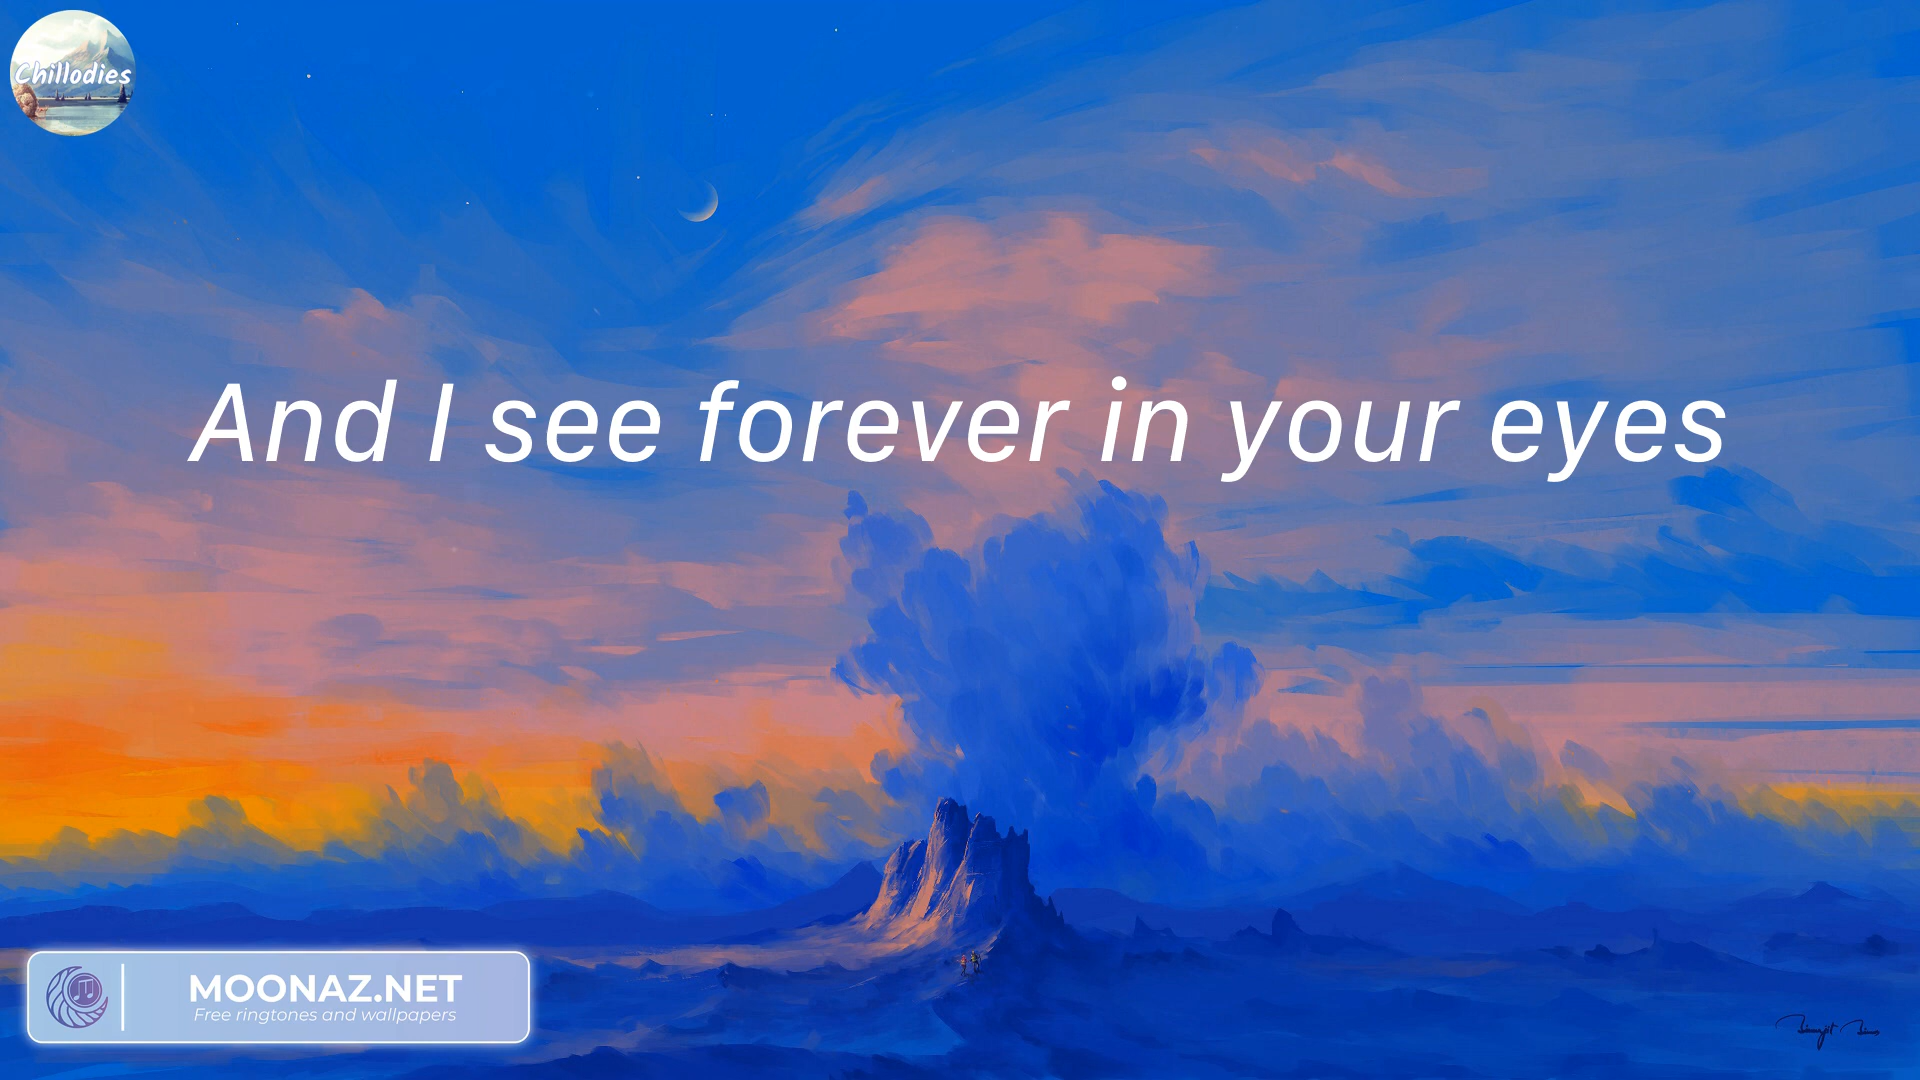 Chillodies
And I see forever in your eyes
MOONAZ.NET
Free ringtones and wallpapers